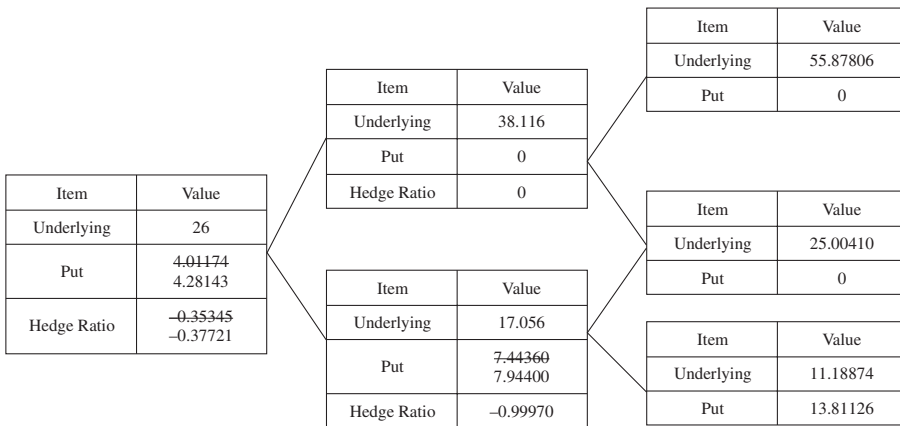 Item Value
Underlying 55.87806
Put 0
Item Value
Underlying 38.116
Put 0
Hedge Ratio 0
Item Value
Underlying 26
Put 4.01174
4.28143
Hedge Ratio –0.35345
–0.37721
Item Value
Underlying 25.00410
Put 0
Item Value
Underlying 17.056
Put 7.44360
7.94400
Hedge Ratio –0.99970
Item Value
Underlying 11.18874
Put 13.81126